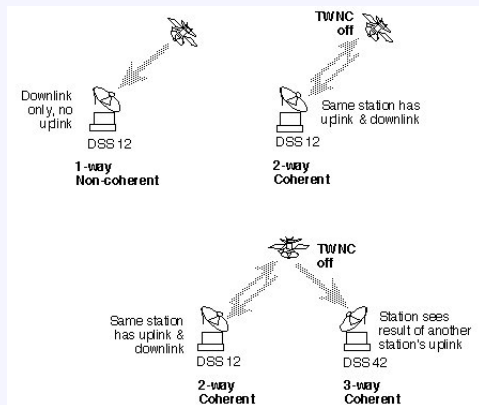 Downlink
only, no
uplink
DSS 12
1-way
Non-coherent
TWNC
off
Same station has
uplink & downlink
DSS 12
2-way
Coherent
TWNC
off
Same station
has uplink &
downlink
DSS 12
2-way
Coherent
Station sees
result of another
station's uplink
DSS 42
3-way
Coherent